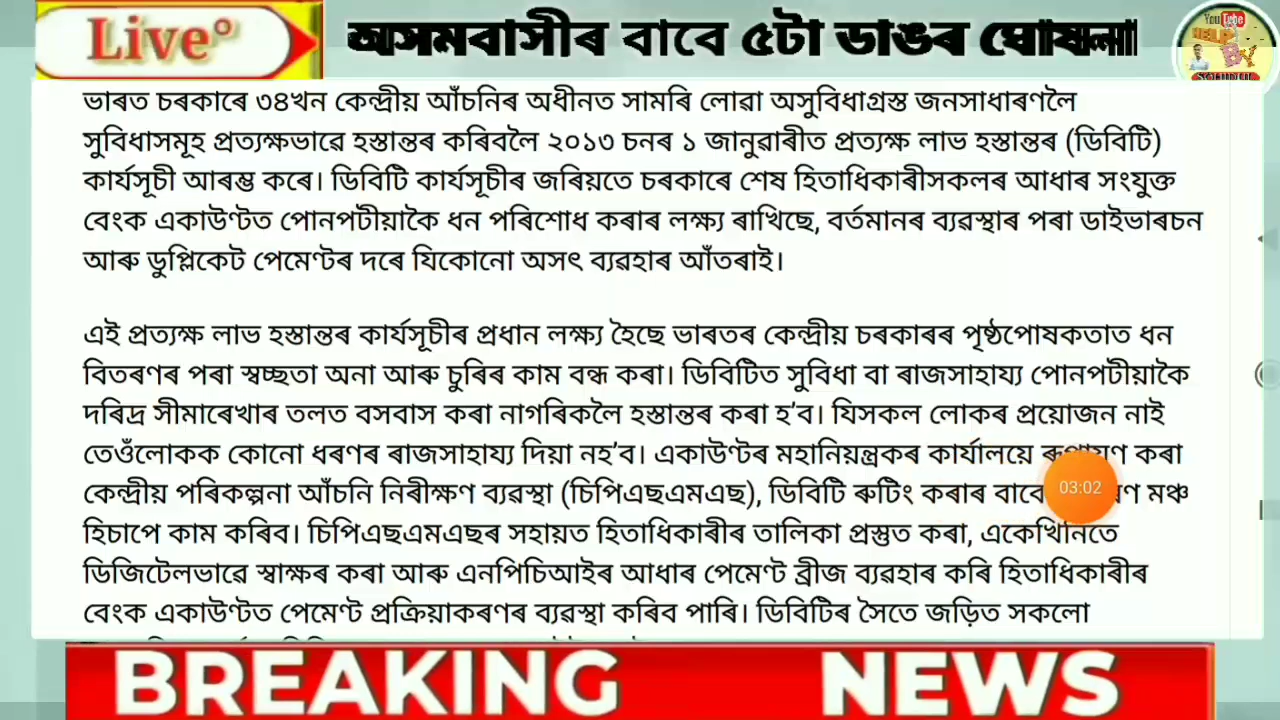 Live°
অসমবাসীৰ বাবে ৫টা ডাঙৰ ঘোষনা
You Tube
HELP
BY
ভাৰত চৰকাৰে ৩৪খন কেন্দ্ৰীয় আঁচনিৰ অধীনত সামৰি লোৱা অসুবিধাগ্ৰস্ত জনসাধাৰণলৈ
সুবিধাসমূহ প্ৰত্যক্ষভাৱে হস্তান্তৰ কৰিবলৈ ২০১৩ চনৰ ১ জানুৱাৰীত প্ৰত্যক্ষ লাভ হস্তান্তৰ (ডিবিটি)
কাৰ্যসূচী আৰম্ভ কৰে। ডিবিটি কাৰ্যসূচীৰ জৰিয়তে চৰকাৰে শেষ হিতাধিকাৰীসকলৰ আধাৰ সংযুক্ত
বেংক একাউণ্টত পোনপটীয়াকৈ ধন পৰিশোধ কৰাৰ লক্ষ্য ৰাখিছে, বৰ্তমানৰ ব্যৱস্থাৰ পৰা ডাইভাৰচন
আৰু ডুপ্লিকেট পেমেণ্টৰ দৰে যিকোনো অসৎ ব্যৱহাৰ আঁতৰাই।
এই প্ৰত্যক্ষ লাভ হস্তান্তৰ কাৰ্যসূচীৰ প্ৰধান লক্ষ্য হৈছে ভাৰতৰ কেন্দ্ৰীয় চৰকাৰৰ পৃষ্ঠপোষকতাত ধন
বিতৰণৰ পৰা স্বচ্ছতা অনা আৰু চুৰিৰ কাম বন্ধ কৰা। ডিবিটিত সুবিধা বা ৰাজসাহায্য পোনপটীয়াকৈ
দৰিদ্ৰ সীমাৰেখাৰ তলত বসবাস কৰা নাগৰিকলৈ হস্তান্তৰ কৰা হ'ব। যিসকল লোকৰ প্ৰয়োজন নাই
তেওঁলোকক কোনো ধৰণৰ ৰাজসাহায্য দিয়া নহ'ব। একাউণ্টৰ মহানিয়ন্ত্ৰকৰ কাৰ্যালয়ে ৰূপায়ণ কৰা
কেন্দ্ৰীয় পৰিকল্পনা আঁচনি নিৰীক্ষণ ব্যৱস্থা (চিপিএছএমএছ), ডিবিটি ৰুটিং কৰাৰ বাবে মঞ্চ
03:02
হিচাপে কাম কৰিব। চিপিএছএমএছৰ সহায়ত হিতাধিকাৰীৰ তালিকা প্ৰস্তুত কৰা, একেখিনিতে
ডিজিটেলভাৱে স্বাক্ষৰ কৰা আৰু এনপিচিআইৰ আধাৰ পেমেণ্ট ব্ৰীজ ব্যৱহাৰ কৰি হিতাধিকাৰীৰ
বেংক একাউণ্টত পেমেণ্ট প্ৰক্ৰিয়াকৰণৰ ব্যৱস্থা কৰিব পাৰি। ডিবিটিৰ সৈতে জড়িত সকলো
BREAKING NEWS